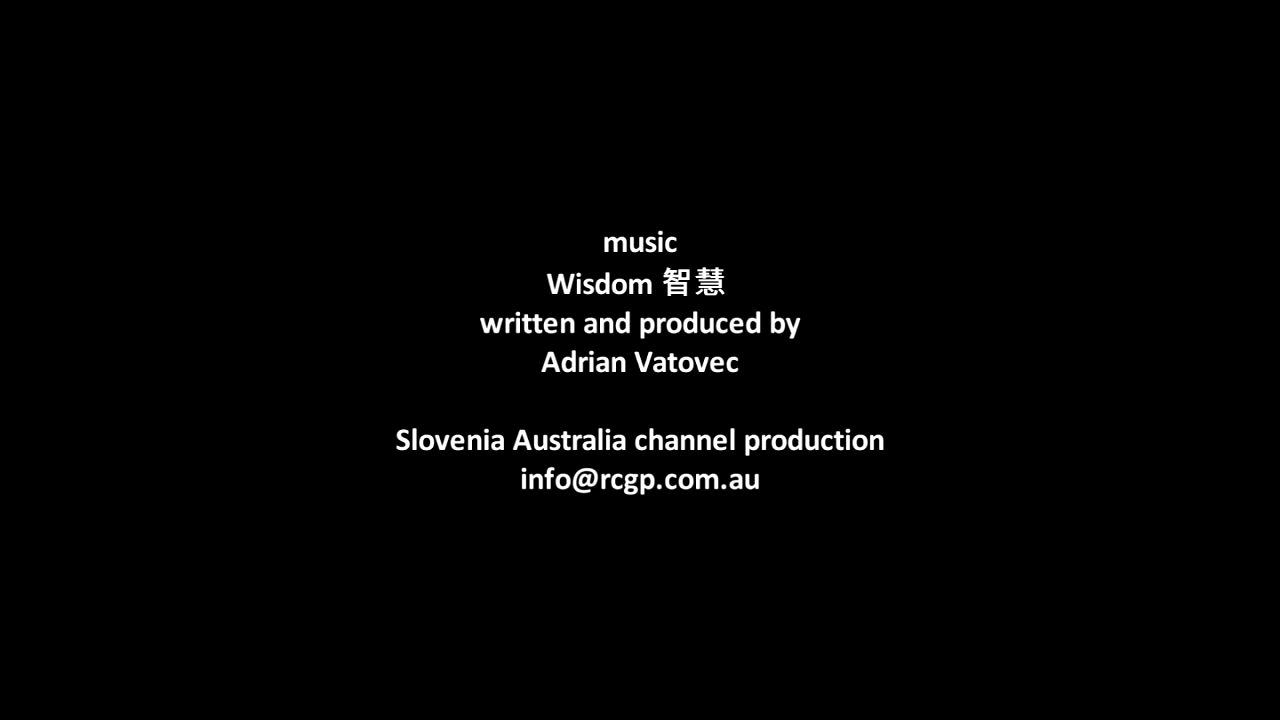 music
Wisdom 智慧
written and produced by
Adrian Vatovec
Slovenia Australia channel production
info@rcgp.com.au